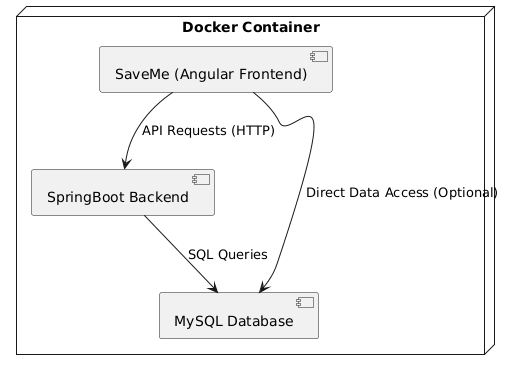 Docker Container
SaveMe (Angular Frontend)
API Requests (HTTP)
SpringBoot Backend
Direct Data Access (Optional)
SQL Queries
MySQL Database